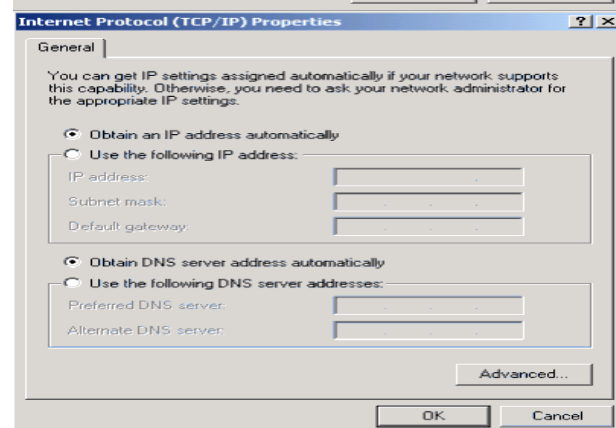 Internet Protocol (TCP/IP) Properties
General
You can get IP settings assigned automatically if your network supports
this capability. Otherwise, you need to ask your network administrator for
the appropriate IP settings.
Obtain an IP address automatically
Use the following IP address:
IP address:
Subnet mask:
Default gateway:
Obtain DNS server address automatically
Use the following DNS server addresses:
Preferred DNS server:
Alternate DNS server:
Advanced...
OK
Cancel